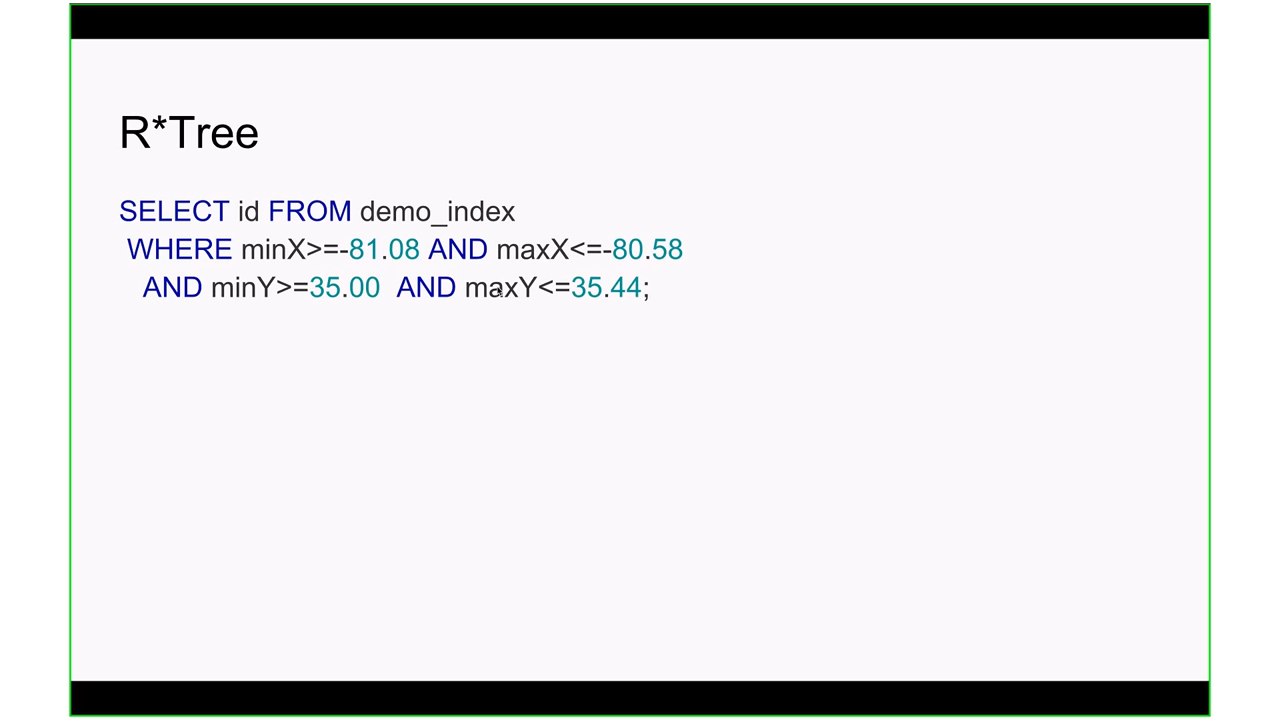 R*Tree
SELECT id FROM demo_index
WHERE minX>=-81.08 AND maxX<=-80.58
AND minY>=35.00 AND maxY<=35.44;